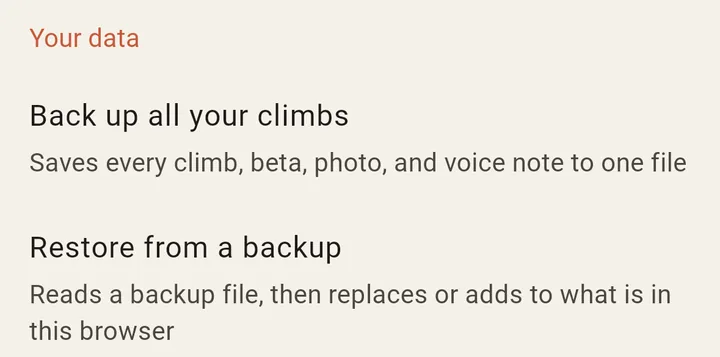 Your data
Back up all your climbs
Saves every climb, beta, photo, and voice note to one file
Restore from a backup
Reads a backup file, then replaces or adds to what is in
this browser